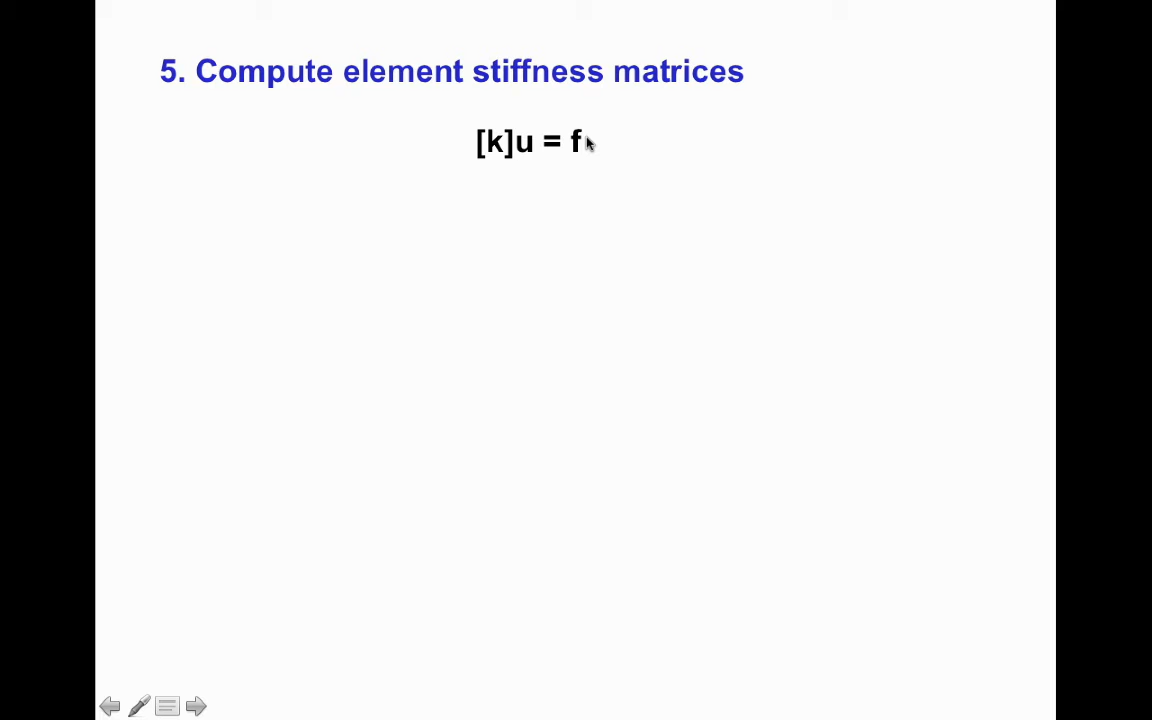 5. Compute element stiffness matrices
[k]u = f